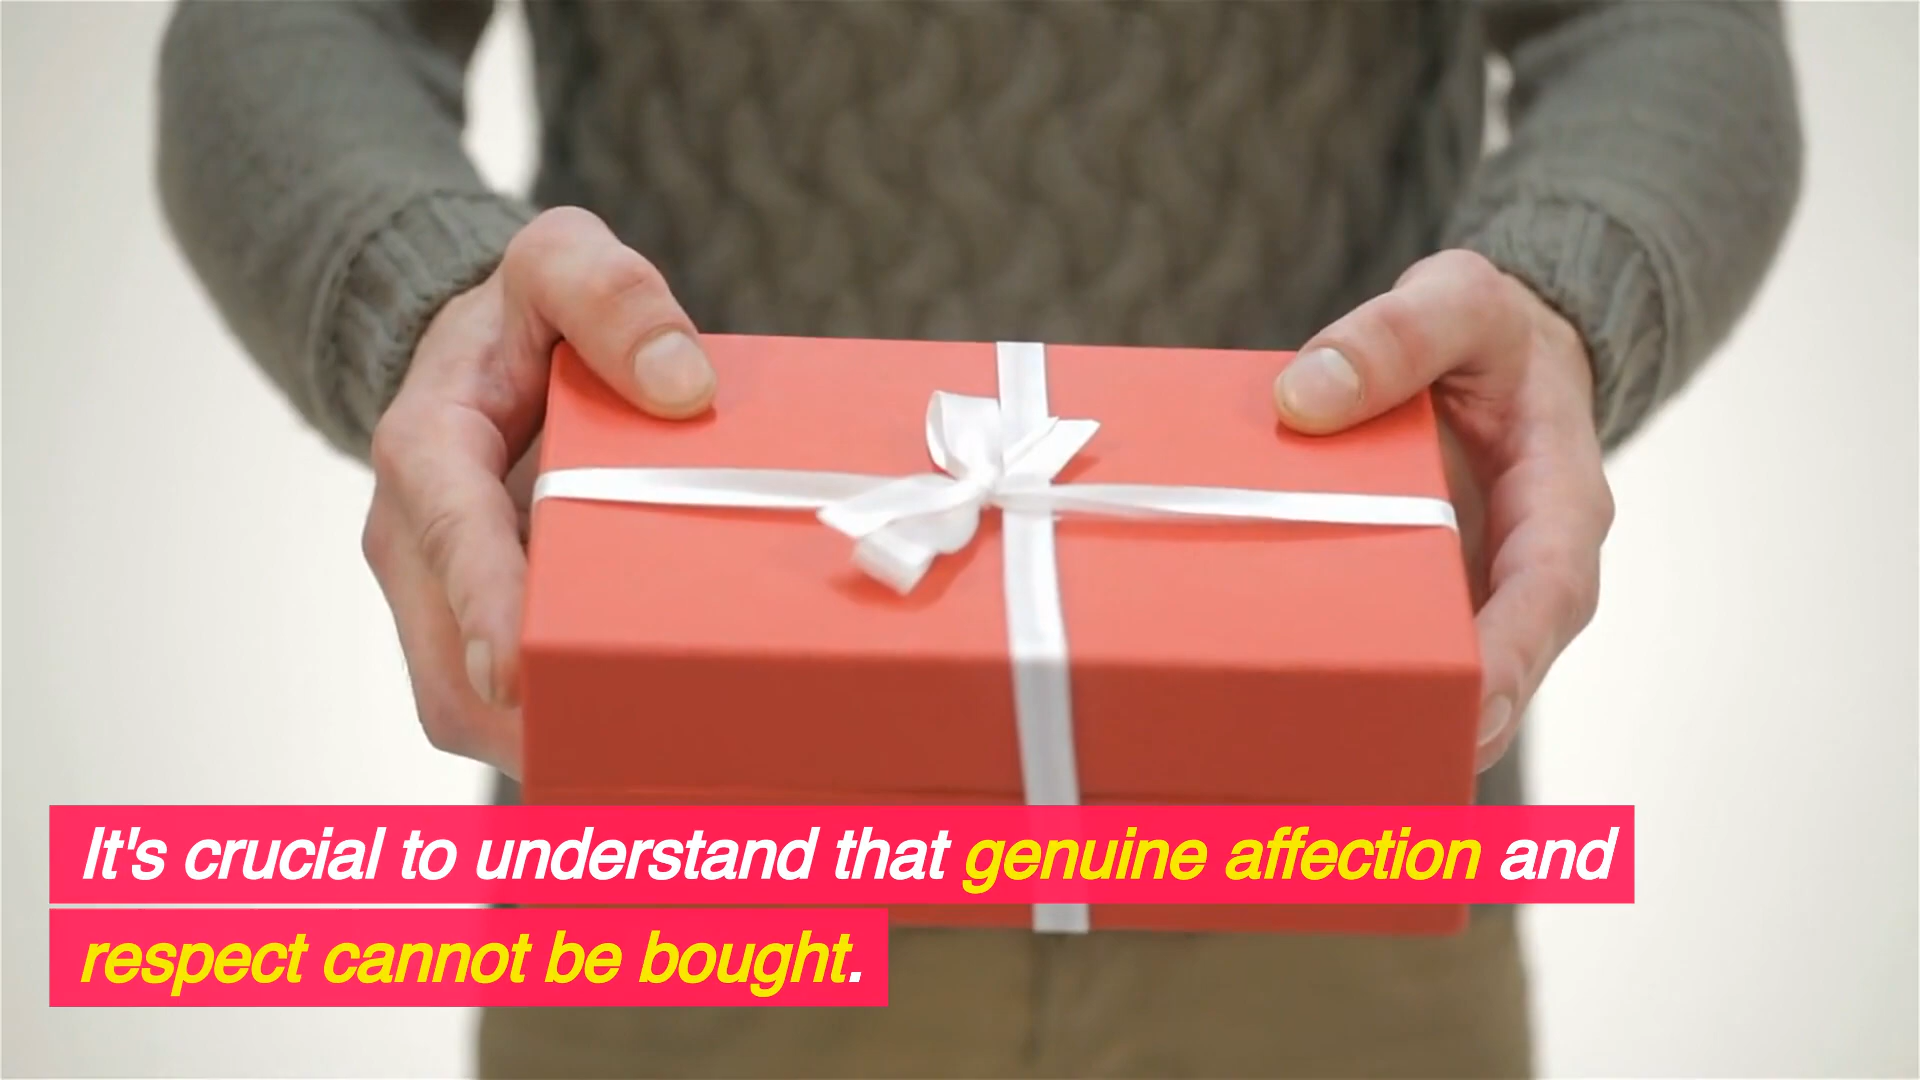 It's crucial to understand that genuine affection and
respect cannot be bought.